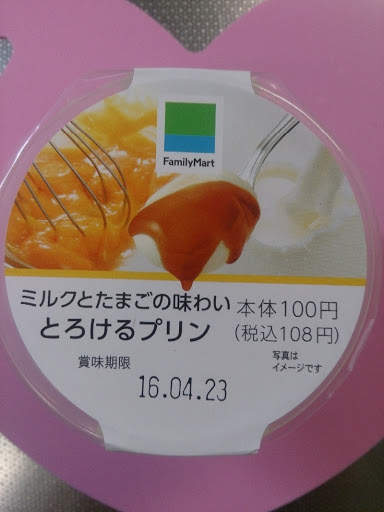 FamilyMart
ミルクとたまごの味わい
とろけるプリン
本体100円
(税込108円)
賞味期限
16.04.23
写真は
イメージです